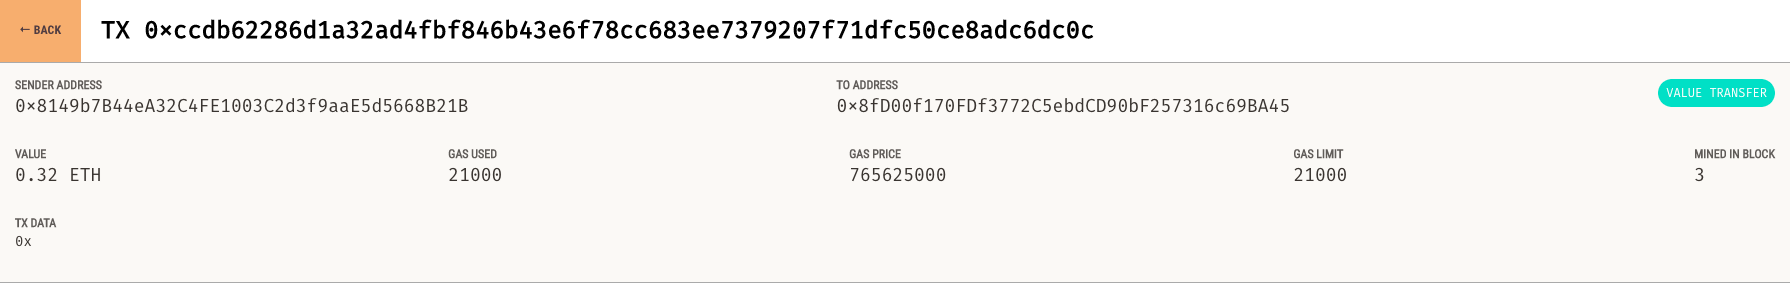 ← BACK
TX 0×ccdb62286d1a32ad4fbf846b43e6f78cc683ee7379207f71dfc50ce8adc6dc0c
SENDER ADDRESS
0×8149b7B44eA32C4FE1003C2d3f9aaE5d5668B21B
TO ADDRESS
0×8fD00f170FDf3772C5ebdCD90bF257316c69BA45
VALUE TRANSFER
VALUE
0.32 ETH
GAS USED
21000
GAS PRICE
765625000
GAS LIMIT
21000
MINED IN BLOCK
3
TX DATA
0x